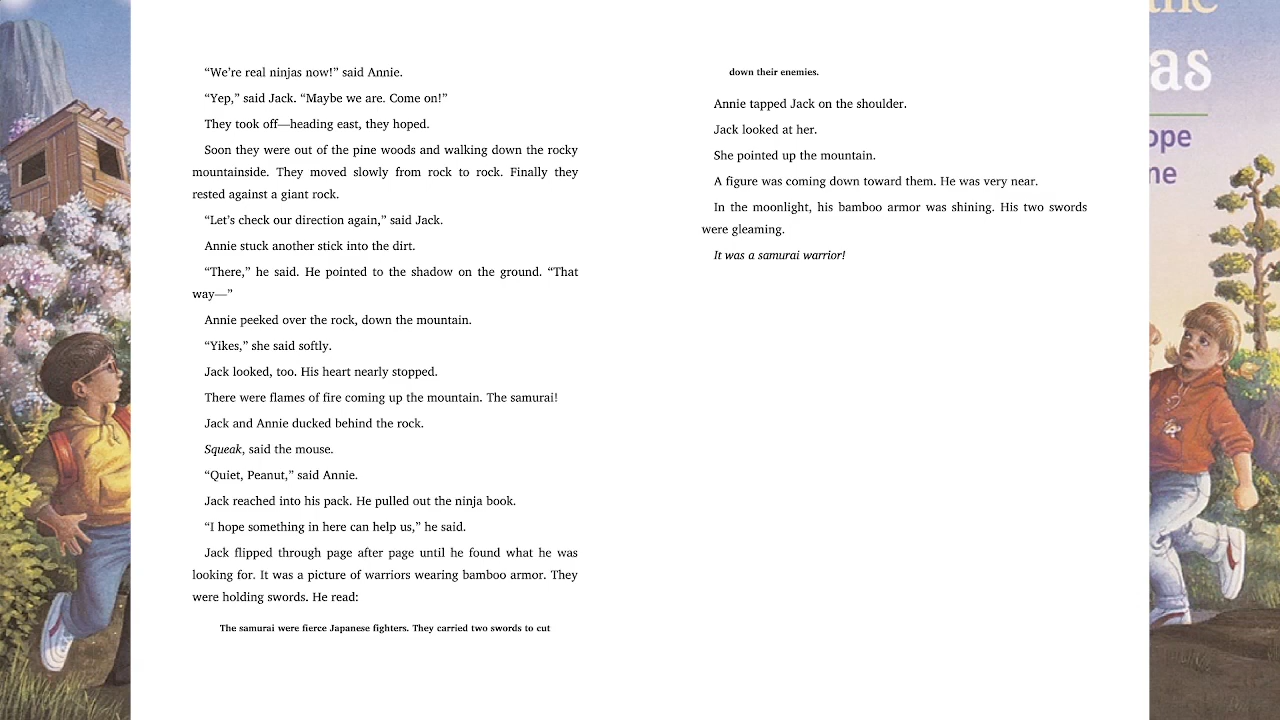 “We’re real ninjas now!” said Annie.
“Yep,” said Jack. “Maybe we are. Come on!”
They took off—heading east, they hoped.
Soon they were out of the pine woods and walking down the rocky
mountainside. They moved slowly from rock to rock. Finally they
rested against a giant rock.
“Let’s check our direction again,” said Jack.
Annie stuck another stick into the dirt.
“There,” he said. He pointed to the shadow on the ground. “That
way—”
Annie peeked over the rock, down the mountain.
“Yikes,” she said softly.
Jack looked, too. His heart nearly stopped.
There were flames of fire coming up the mountain. The samurai!
Jack and Annie ducked behind the rock.
Squeak, said the mouse.
“Quiet, Peanut,” said Annie.
Jack reached into his pack. He pulled out the ninja book.
“I hope something in here can help us,” he said.
Jack flipped through page after page until he found what he was
looking for. It was a picture of warriors wearing bamboo armor. They
were holding swords. He read:
The samurai were fierce Japanese fighters. They carried two swords to cut
down their enemies.
Annie tapped Jack on the shoulder.
Jack looked at her.
She pointed up the mountain.
A figure was coming down toward them. He was very near.
In the moonlight, his bamboo armor was shining. His two swords
were gleaming.
It was a samurai warrior!
the
as
ope
ne